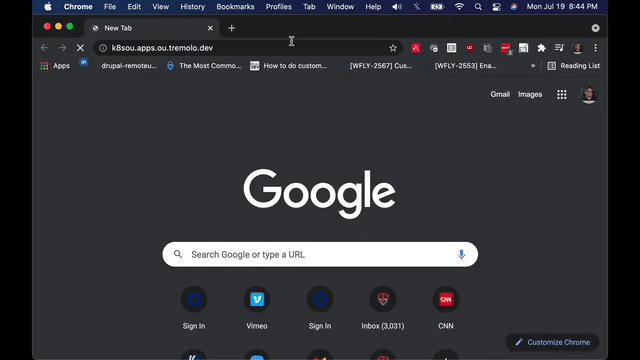 Chrome File Edit View History Bookmarks Profiles Tab Window Help Mon Jul 19 8:44 PM
New Tab
k8sou.apps.ou.tremolo.dev
Apps drupal-remoteu... The Most Commo... How to do custom... [WFLY-2567] Cus... [WFLY-2553] Ena... » Reading List
Gmail Images
Google
Search Google or type a URL
Sign In Vimeo Sign In Inbox (3,031) CNN
Customize Chrome